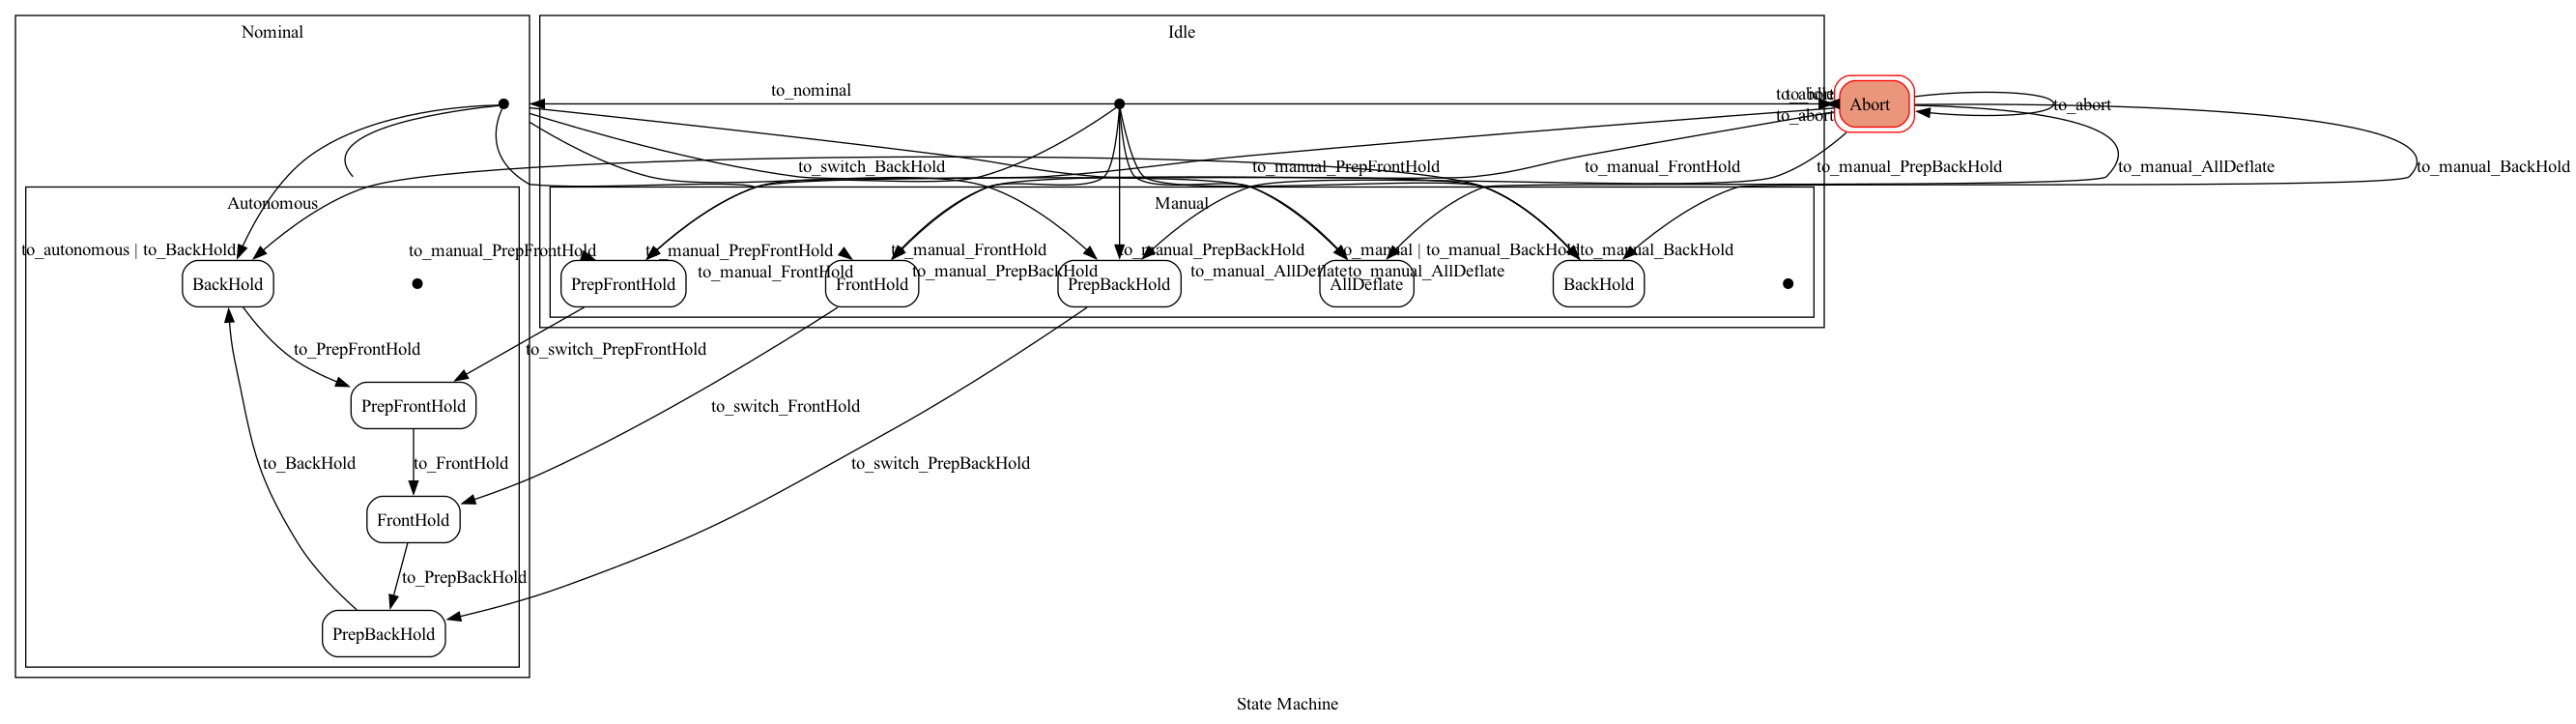 Nominal
Idle
to_nominal
to_abort
to_idle
to_abort
to_abort
Abort
to_abort
to_switch_BackHold
to_manual_PrepFrontHold
to_manual_FrontHold
to_manual_PrepBackHold
to_manual_AllDeflate
to_manual_BackHold
Autonomous
Manual
to_autonomous | to_BackHold
to_manual_PrepFrontHold
to_manual_PrepFrontHold
to_manual_FrontHold
to_manual_PrepBackHold
to_manual | to_manual_BackHold
to_manual_BackHold
to_manual_FrontHold
to_manual_PrepBackHold
to_manual_AllDeflate
to_manual_AllDeflate
BackHold
PrepFrontHold
FrontHold
PrepBackHold
AllDeflate
BackHold
to_PrepFrontHold
to_switch_PrepFrontHold
PrepFrontHold
to_switch_FrontHold
to_BackHold
to_FrontHold
to_switch_PrepBackHold
FrontHold
to_PrepBackHold
PrepBackHold
State Machine